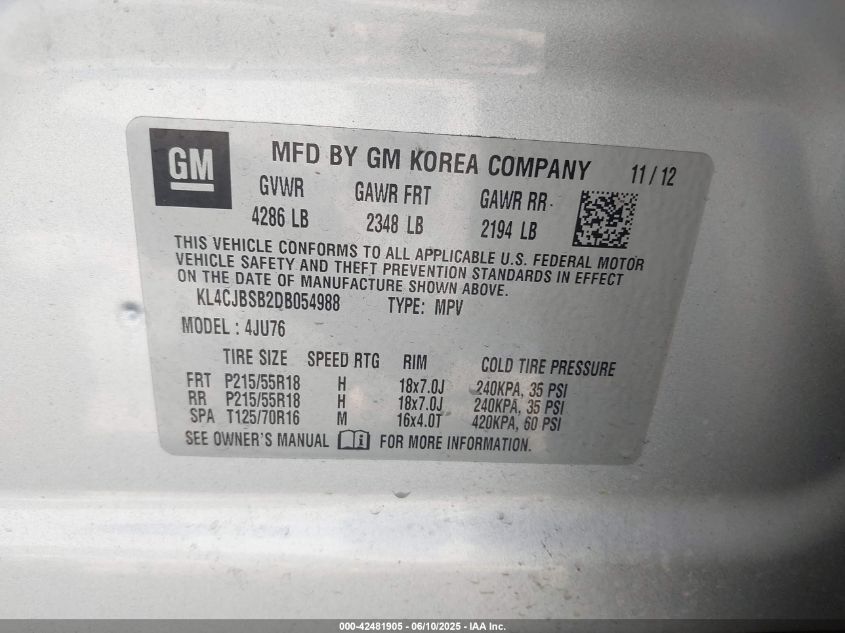 GM
MFD BY GM KOREA COMPANY 11 / 12
GVWR GAWR FRT GAWR RR
4286 LB 2348 LB 2194 LB
THIS VEHICLE CONFORMS TO ALL APPLICABLE U.S. FEDERAL MOTOR
VEHICLE SAFETY AND THEFT PREVENTION STANDARDS IN EFFECT
ON THE DATE OF MANUFACTURE SHOWN ABOVE.
KL4CJBSB2DB054988 TYPE: MPV
MODEL : 4JU76
TIRE SIZE SPEED RTG RIM COLD TIRE PRESSURE
FRT P215/55R18 H 18x7.0J 240KPA, 35 PSI
RR P215/55R18 H 18x7.0J 240KPA, 35 PSI
SPA T125/70R16 M 16x4.0T 420KPA, 60 PSI
SEE OWNER'S MANUAL FOR MORE INFORMATION.
000-42481905 - 06/10/2025 - IAA Inc.